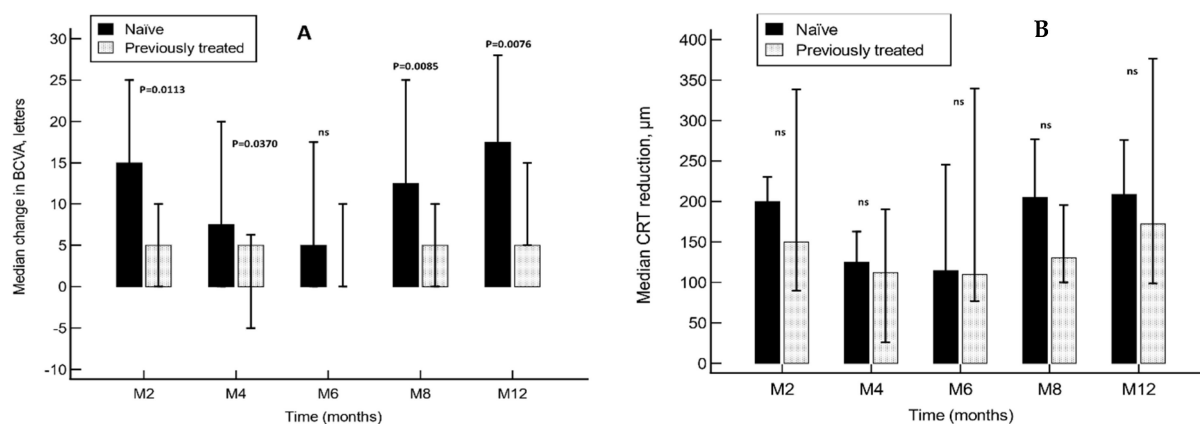 Naïve
Previously treated
A
Median change in BCVA, letters
30
25
20
15
10
5
0
-5
-10
P=0.0113
P=0.0370
ns
P=0.0085
P=0.0076
M2 M4 M6 M8 M12
Time (months)
Naïve
Previously treated
B
Median CRT reduction, µm
400
350
300
250
200
150
100
50
0
ns
ns
ns
ns
ns
M2 M4 M6 M8 M12
Time (months)